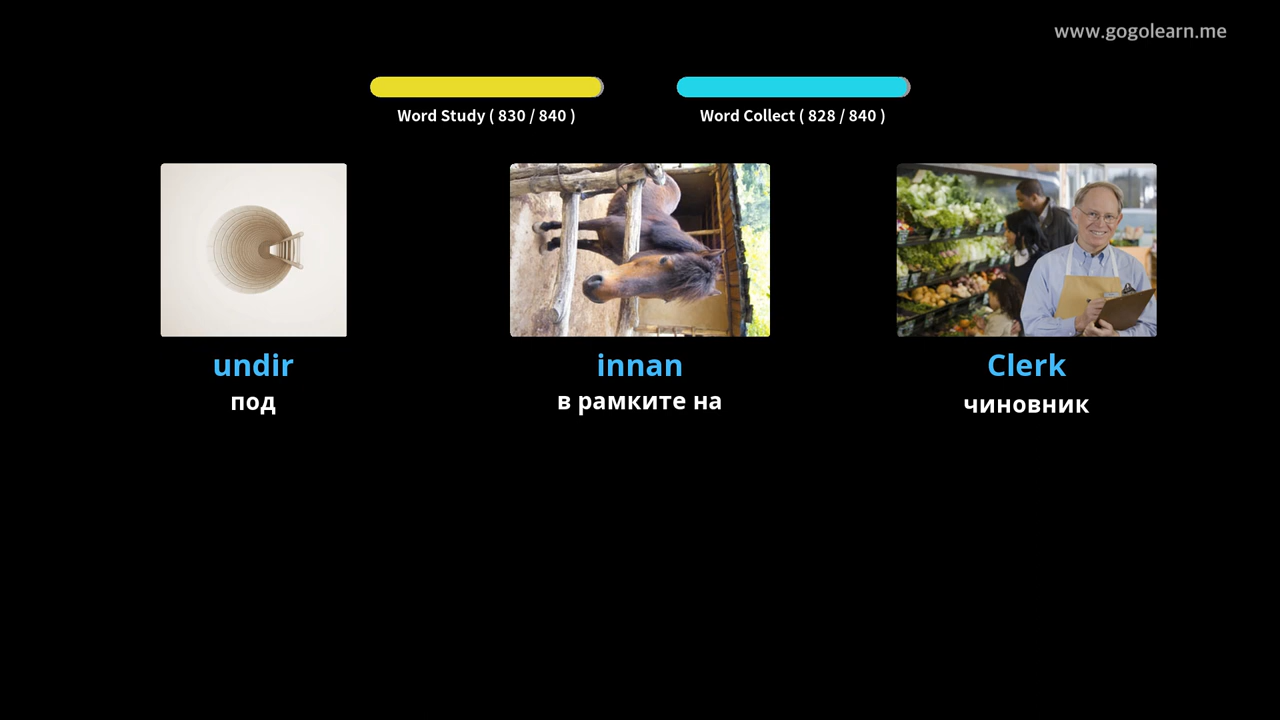 www.gogolearn.me
Word Study ( 830 / 840 )
Word Collect ( 828 / 840 )
undir
innan
Clerk
под
в рамките на
чиновник